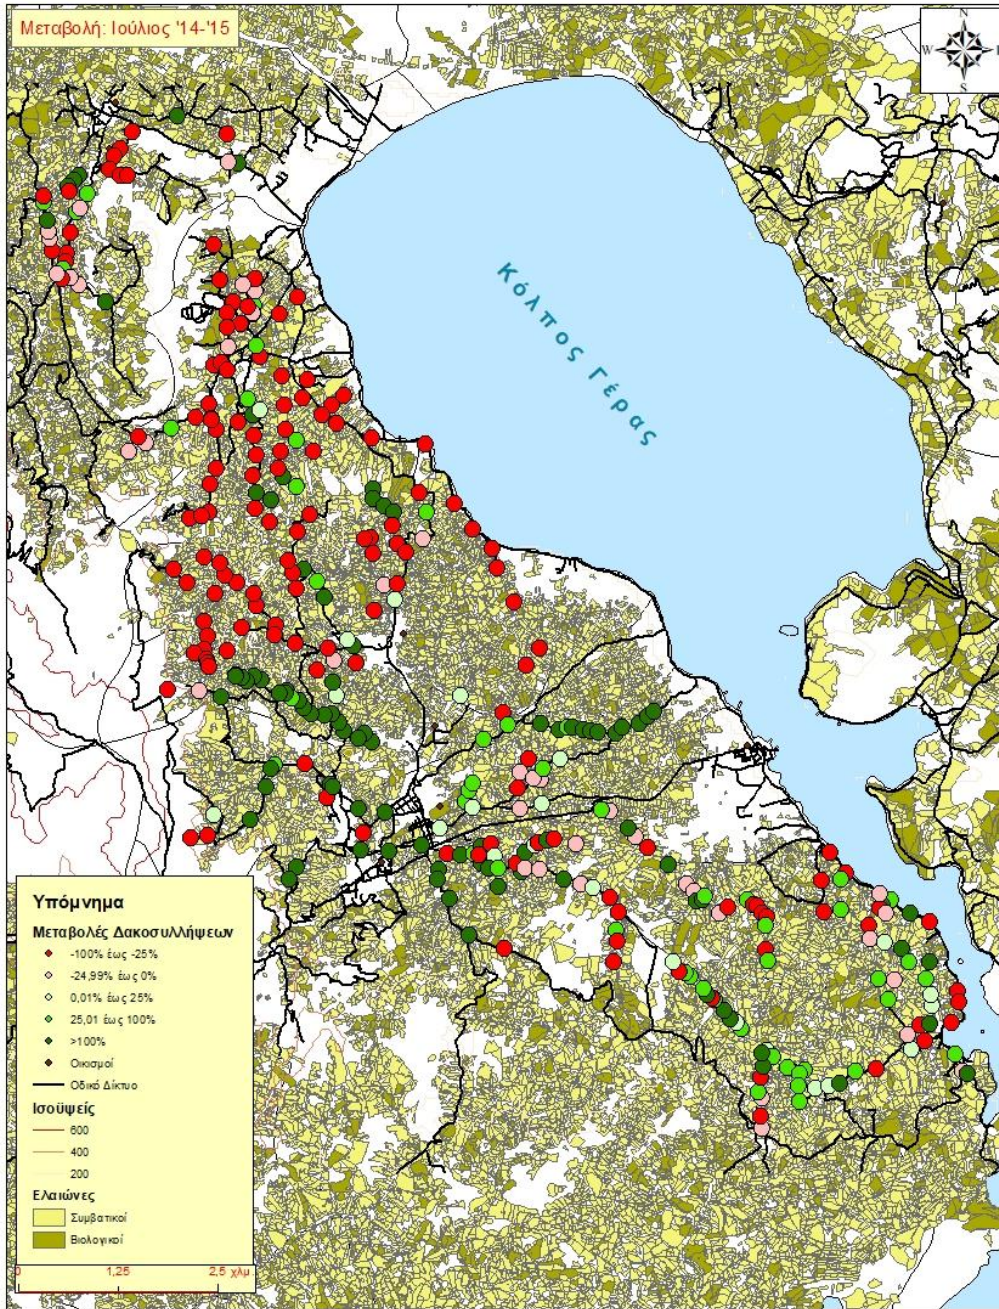 Μεταβολή: Ιούλιος '14-'15
N
W
E
S
Κόλπος Γέρας
Υπόμνημα
Μεταβολές Δακοσυλλήψεων
-100% έως -25%
-24,99% έως 0%
0,01% έως 25%
25,01 έως 100%
>100%
Οικισμοί
Οδικό Δίκτυο
Ισοϋψείς
600
400
200
Ελαιώνες
Συμβατικοί
Βιολογικοί
0 1,25 2,5 χλμ